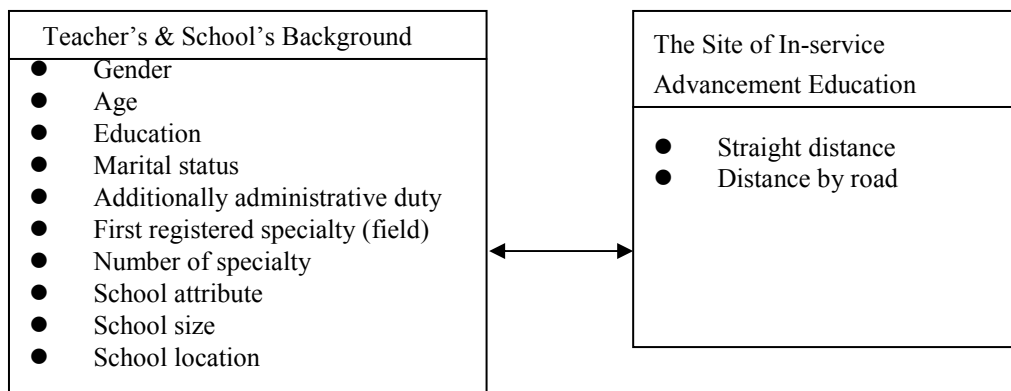 Teacher's & School's Background
● Gender
● Age
● Education
● Marital status
● Additionally administrative duty
● First registered specialty (field)
● Number of specialty
● School attribute
● School size
● School location
The Site of In-service
Advancement Education
● Straight distance
● Distance by road